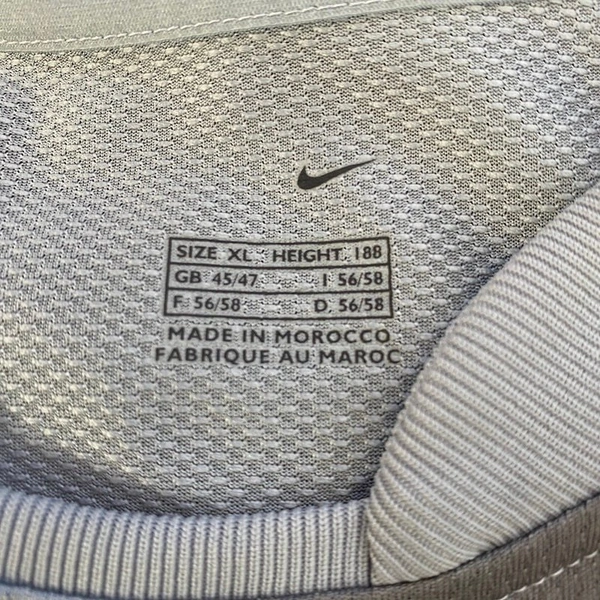 SIZE XL HEIGHT 188
GB 45/47 I 56/58
F 56/58 D 56/58
MADE IN MOROCCO
FABRIQUE AU MAROC